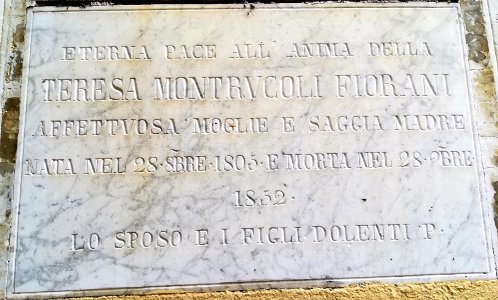 ETERNA PACE ALL' ANIMA DELLA
TERESA MONTRVCOLI FIORANI
AFFETTVOSA MOGLIE E SAGGIA MADRE
NATA NEL 28·8BRE·1805·E MORTA NEL 28·9BRE·
1852·
LO SPOSO E I FIGLI DOLENTI P·